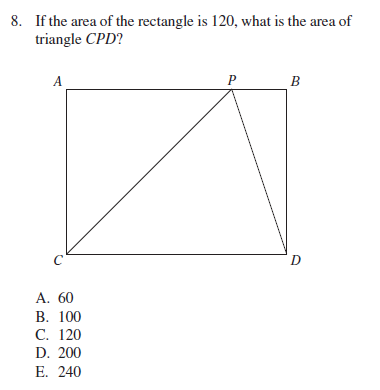 8. If the area of the rectangle is 120, what is the area of
triangle CPD?
A P B
C D
A. 60
B. 100
C. 120
D. 200
E. 240